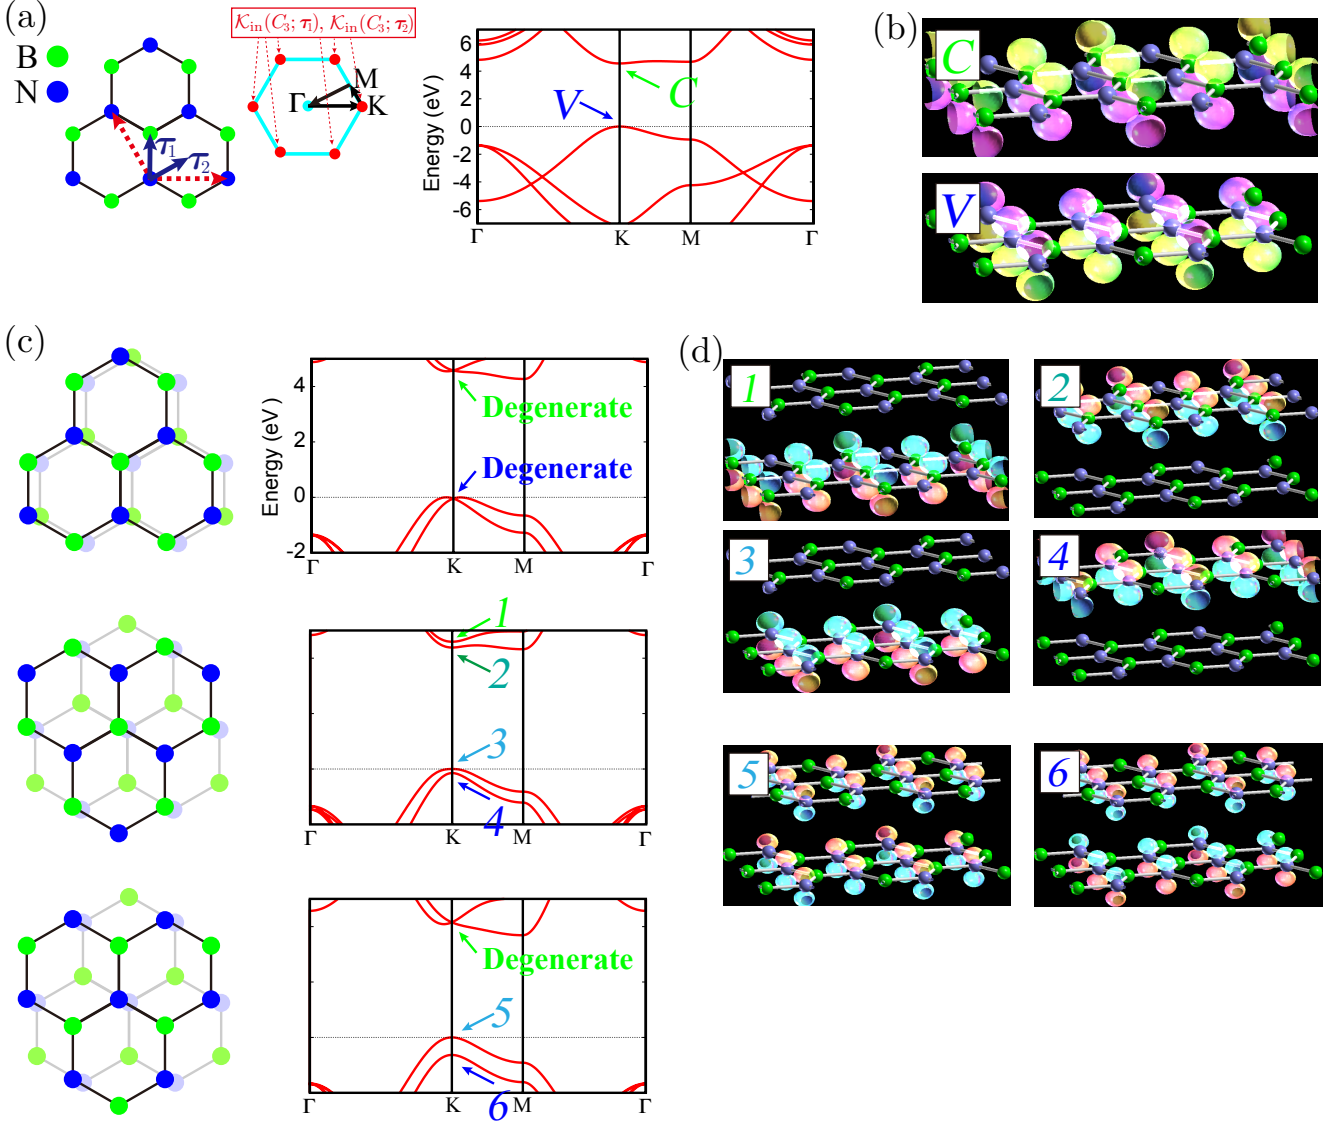 (a)
B
N
τ1
τ2
𝒦in(C3; τ1), 𝒦in(C3; τ2)
Γ
M
K
Energy (eV)
6
4
2
0
-2
-4
-6
V
C
Γ
K
M
Γ
(b)
C
V
(c)
Energy (eV)
4
2
0
-2
Degenerate
Degenerate
Γ
K
M
Γ
1
2
3
4
Γ
K
M
Γ
Degenerate
5
6
Γ
K
M
Γ
(d)
1
2
3
4
5
6